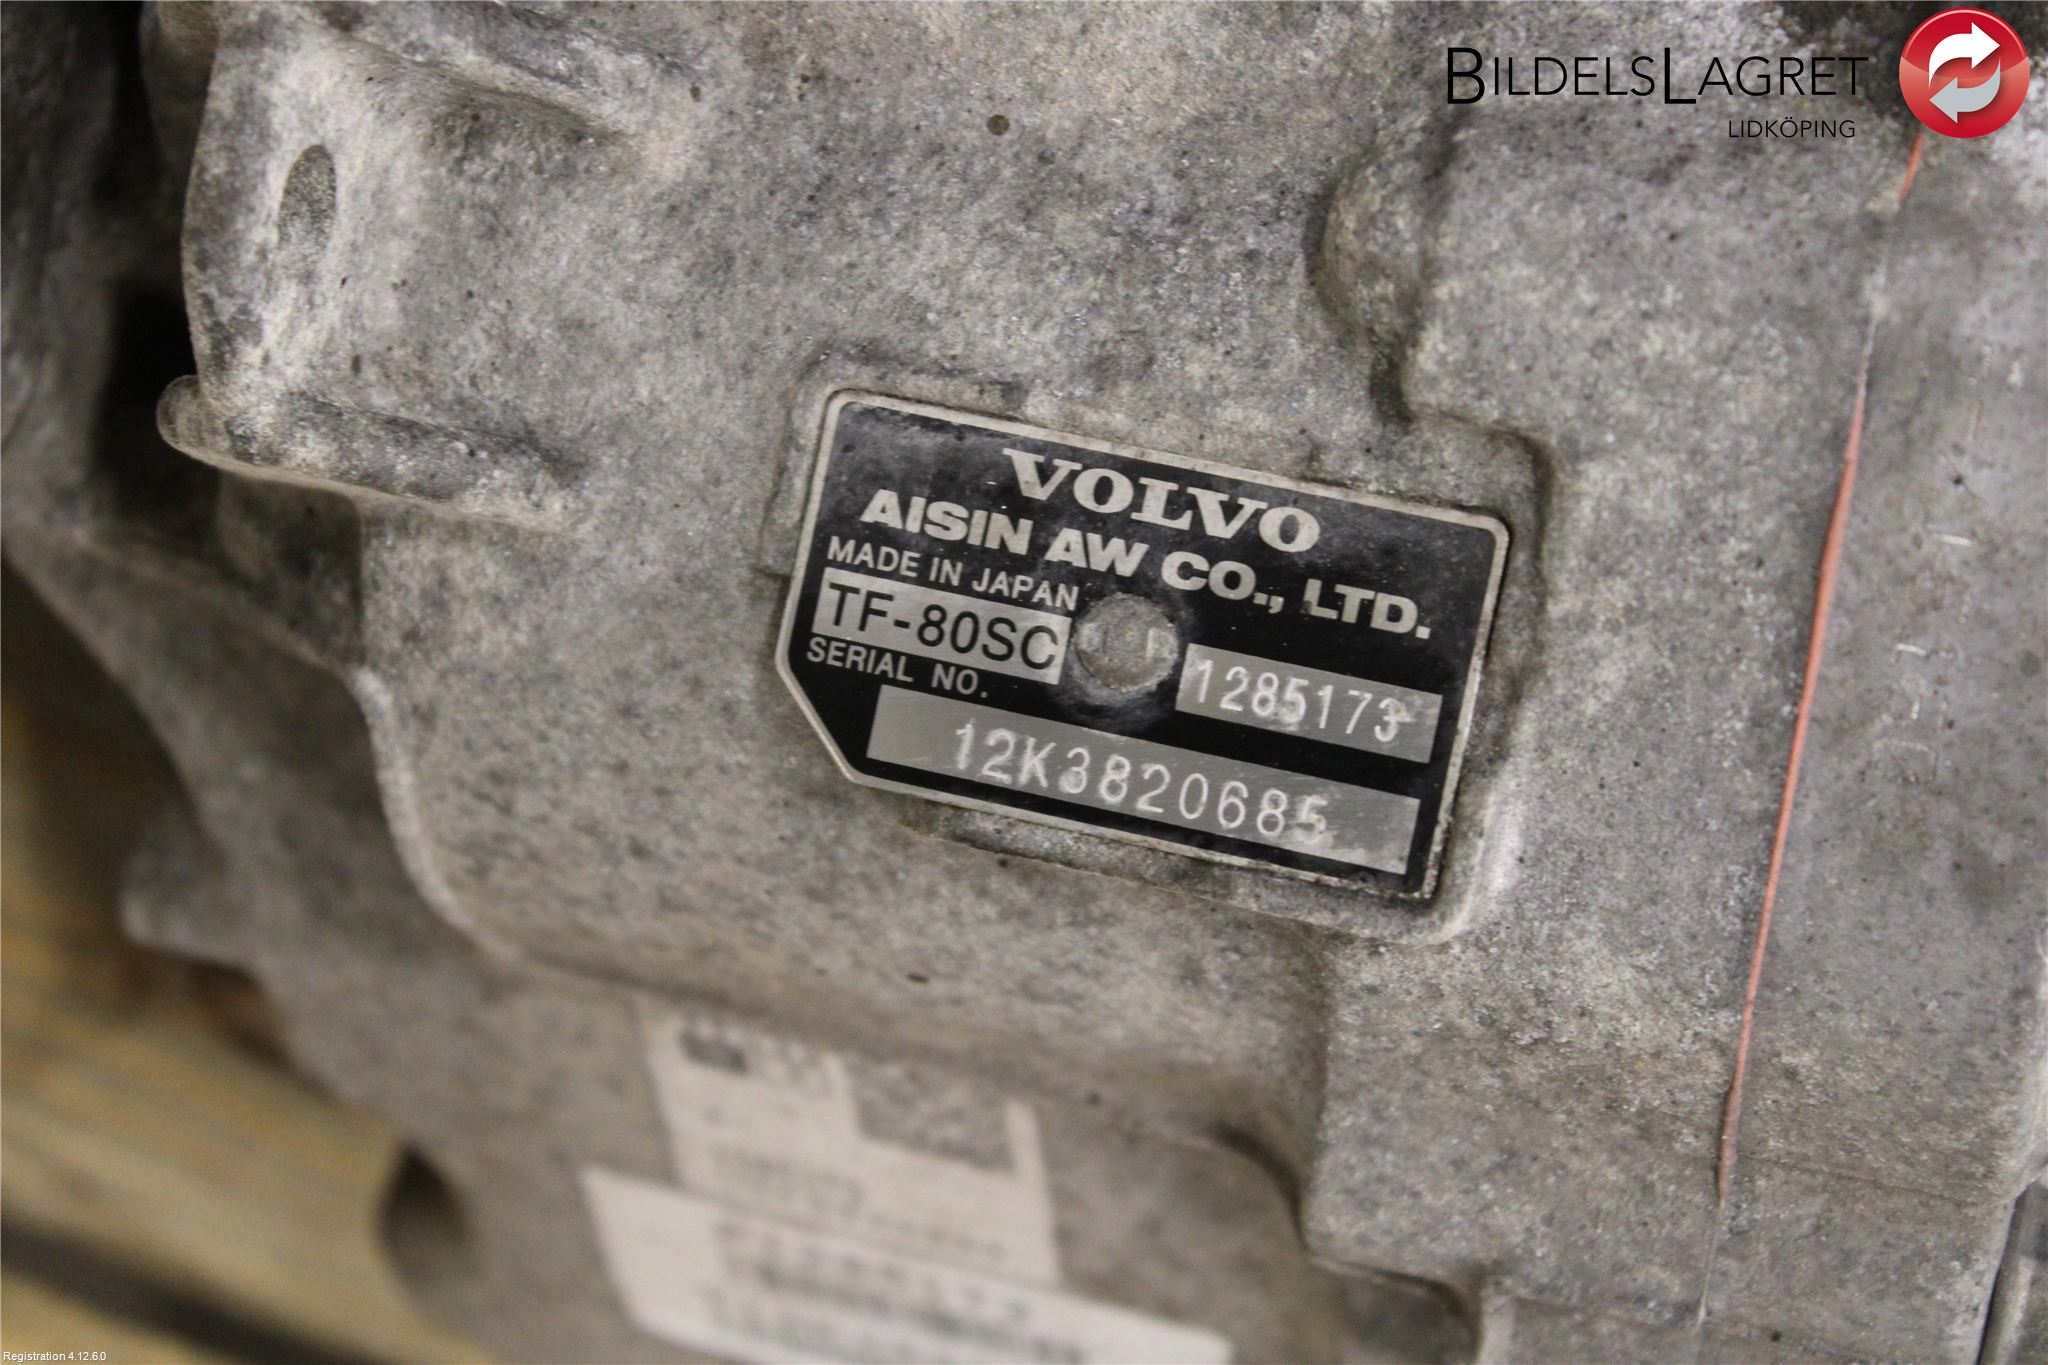 BILDELSLAGRET
LIDKÖPING
VOLVO
AISIN AW CO., LTD.
MADE IN JAPAN
TF-80SC
1285173
SERIAL NO.
12K3820685
Registration 4.12.6.0